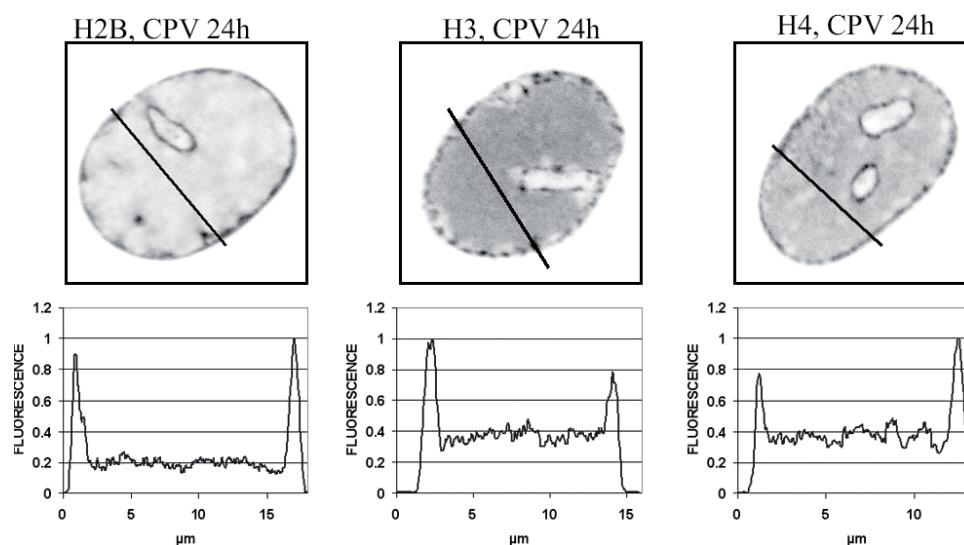 H2B, CPV 24h
H3, CPV 24h
H4, CPV 24h
FLUORESCENCE
1.2
1
0.8
0.6
0.4
0.2
0
0 5 10 15
µm
FLUORESCENCE
1.2
1
0.8
0.6
0.4
0.2
0
0 5 10 15
µm
FLUORESCENCE
1.2
1
0.8
0.6
0.4
0.2
0
0 5 10
µm